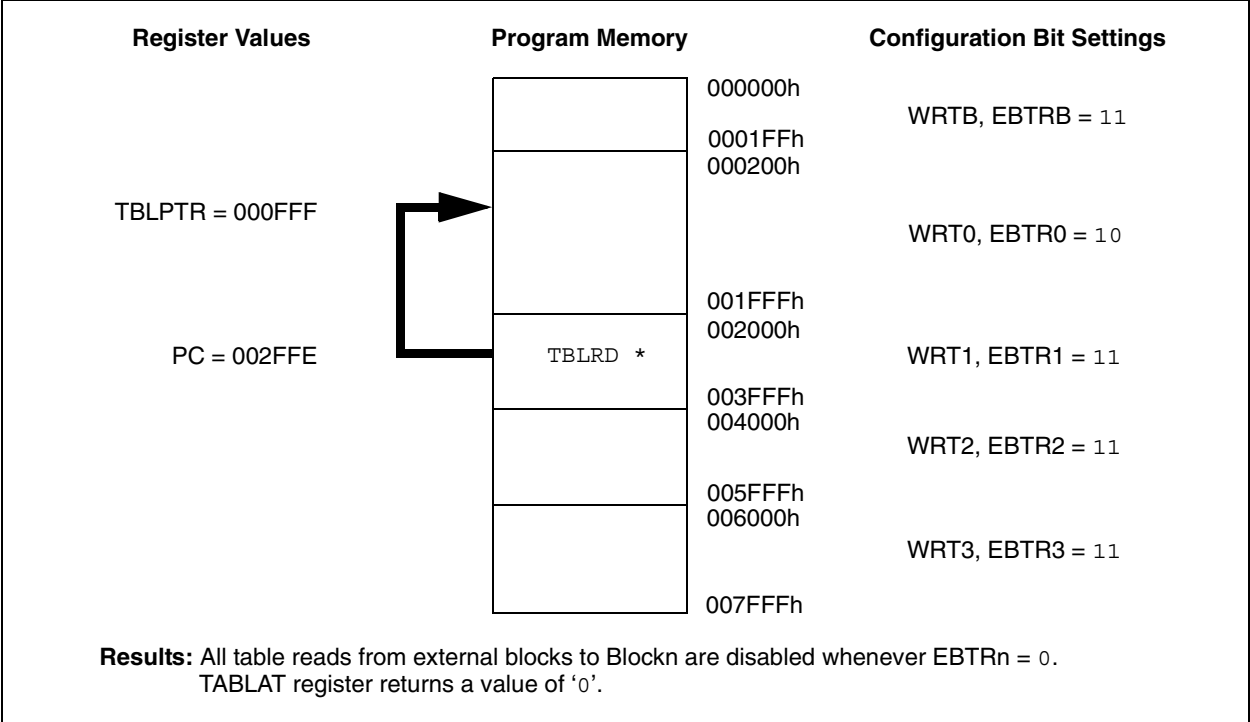 Register Values Program Memory Configuration Bit Settings
000000h
WRTB, EBTRB = 11
0001FFh
000200h
TBLPTR = 000FFF
WRT0, EBTR0 = 10
001FFFh
002000h
PC = 002FFE TBLRD * WRT1, EBTR1 = 11
003FFFh
004000h
WRT2, EBTR2 = 11
005FFFh
006000h
WRT3, EBTR3 = 11
007FFFh
Results: All table reads from external blocks to Blockn are disabled whenever EBTRn = 0.
TABLAT register returns a value of ‘0’.